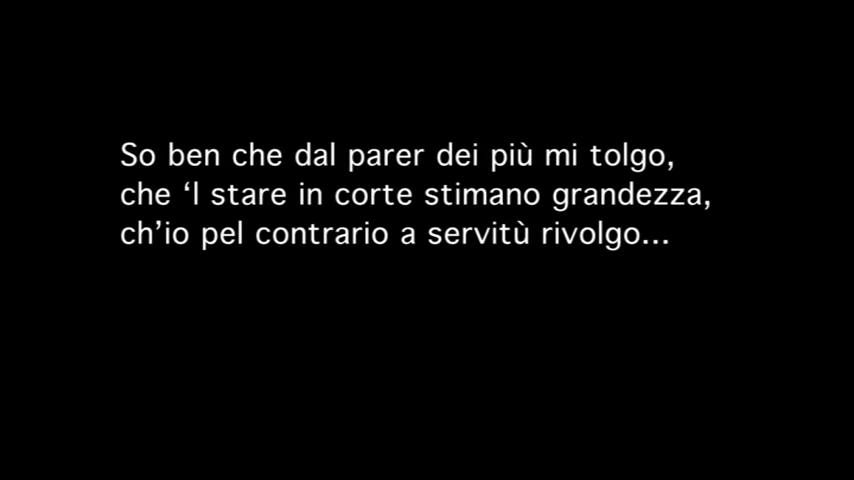 So ben che dal parer dei più mi tolgo,
che ‘l stare in corte stimano grandezza,
ch’io pel contrario a servitù rivolgo...